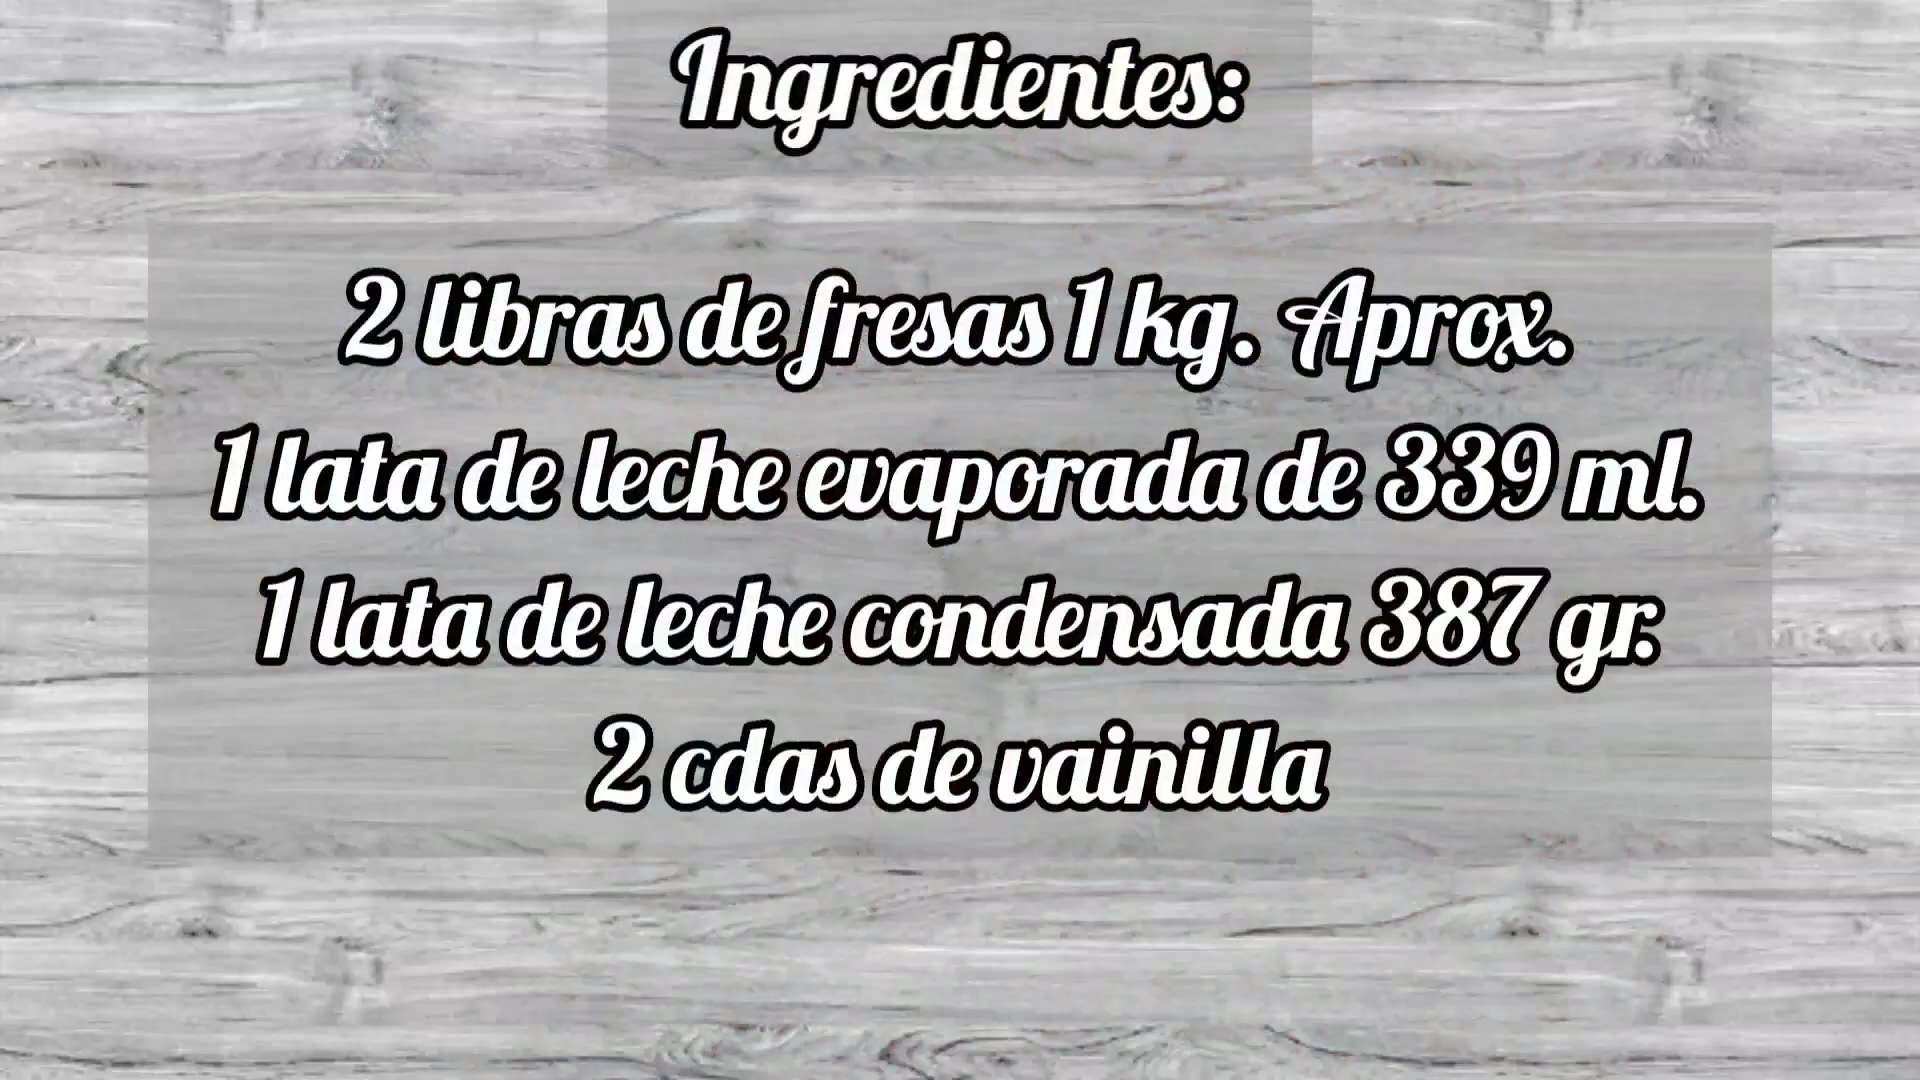 Ingredientes:
2 libras de fresas 1 kg. Aprox.
1 lata de leche evaporada de 339 ml.
1 lata de leche condensada 387 gr.
2 cdas de vainilla